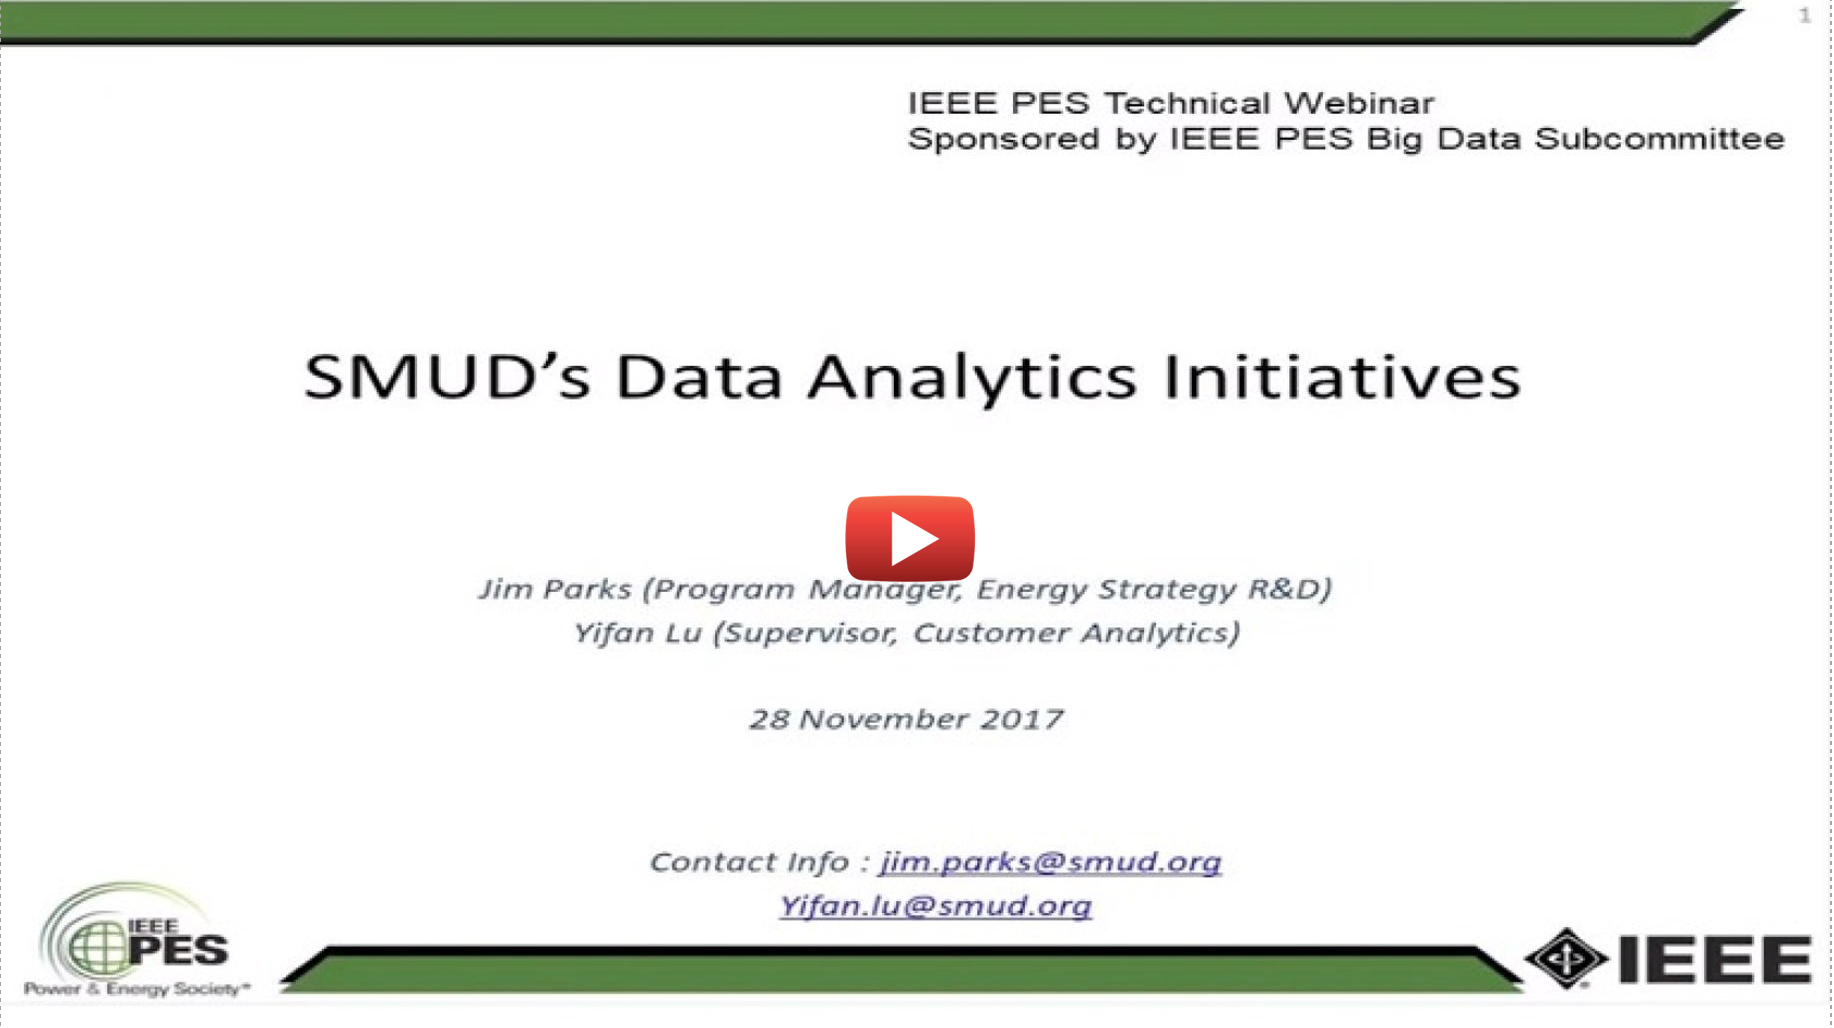 1
IEEE PES Technical Webinar
Sponsored by IEEE PES Big Data Subcommittee
SMUD’s Data Analytics Initiatives
Jim Parks (Program Manager, Energy Strategy R&D)
Yifan Lu (Supervisor, Customer Analytics)
28 November 2017
Contact Info : jim.parks@smud.org
Yifan.lu@smud.org
IEEE
PES
Power & Energy Society®
IEEE